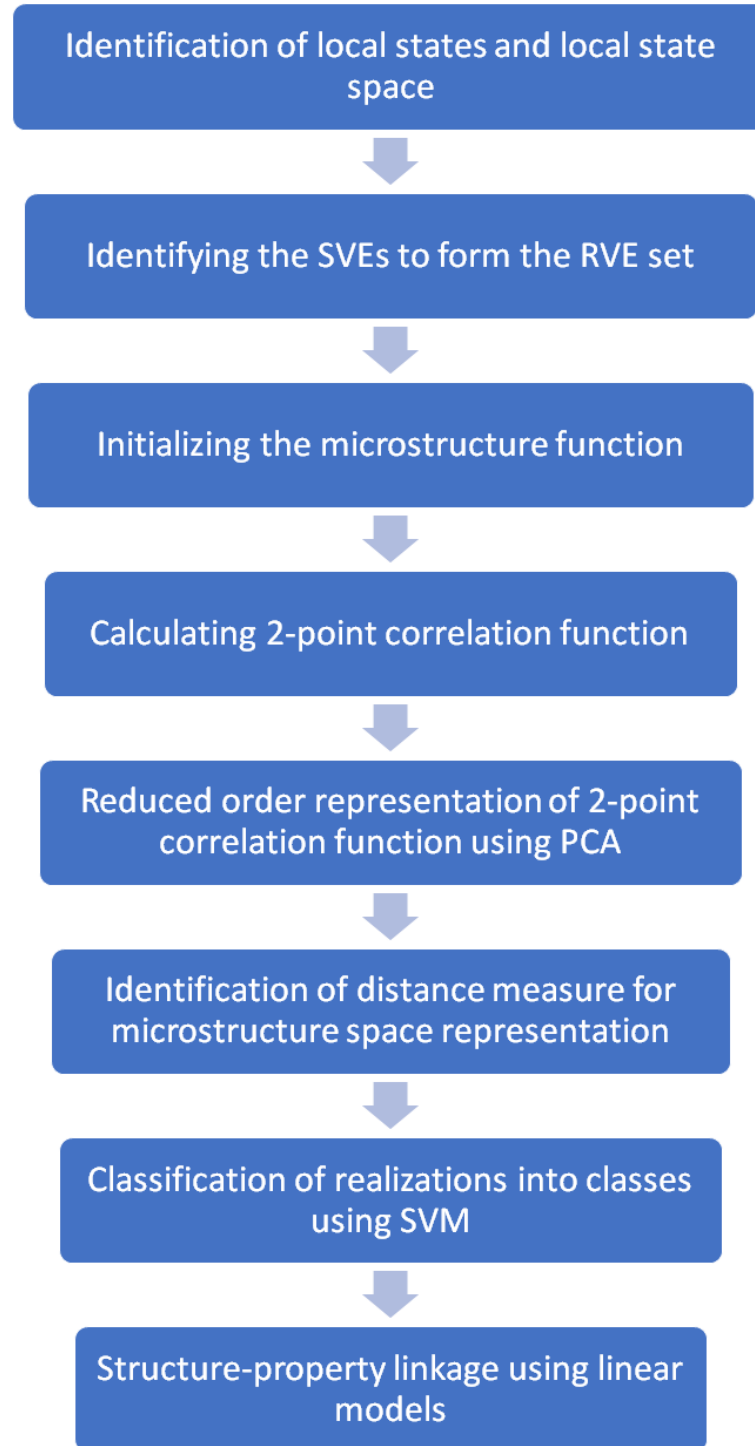 Identification of local states and local state
space
Identifying the SVEs to form the RVE set
Initializing the microstructure function
Calculating 2-point correlation function
Reduced order representation of 2-point
correlation function using PCA
Identification of distance measure for
microstructure space representation
Classification of realizations into classes
using SVM
Structure-property linkage using linear
models